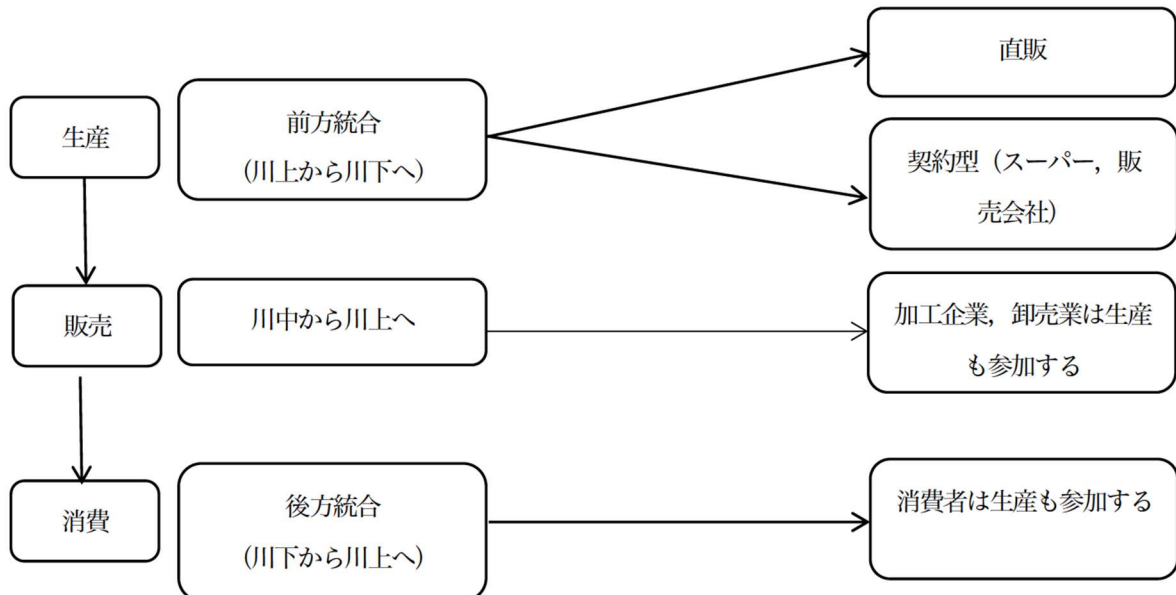 生産
前方統合
(川上から川下へ)
直販
契約型（スーパー，販
売会社）
販売
川中から川上へ
加工企業，卸売業は生産
も参加する
消費
後方統合
(川下から川上へ)
消費者は生産も参加する